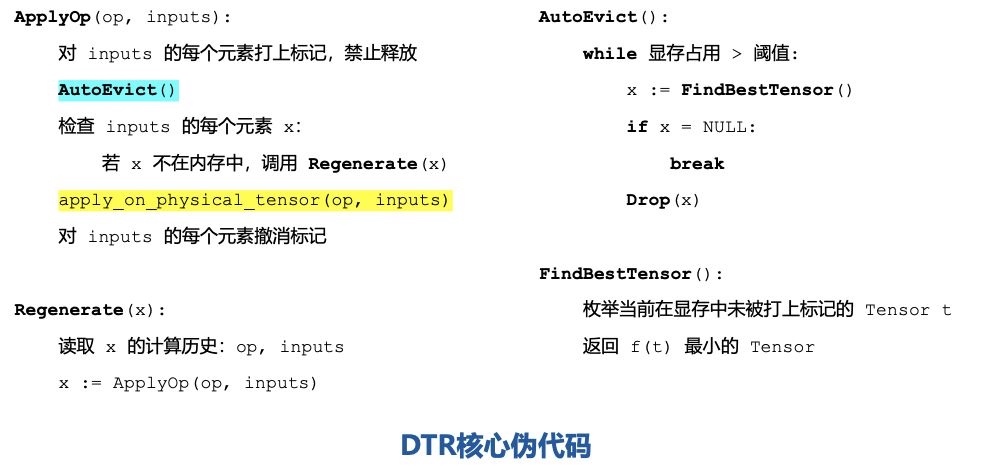 ApplyOp(op, inputs):
对 inputs 的每个元素打上标记，禁止释放
AutoEvict()
检查 inputs 的每个元素 x：
若 x 不在内存中，调用 Regenerate(x)
apply_on_physical_tensor(op, inputs)
对 inputs 的每个元素撤消标记
Regenerate(x):
读取 x 的计算历史：op, inputs
x := ApplyOp(op, inputs)
AutoEvict():
while 显存占用 > 阈值:
x := FindBestTensor()
if x = NULL:
break
Drop(x)
FindBestTensor():
枚举当前在显存中未被打上标记的 Tensor t
返回 f(t) 最小的 Tensor
DTR核心伪代码